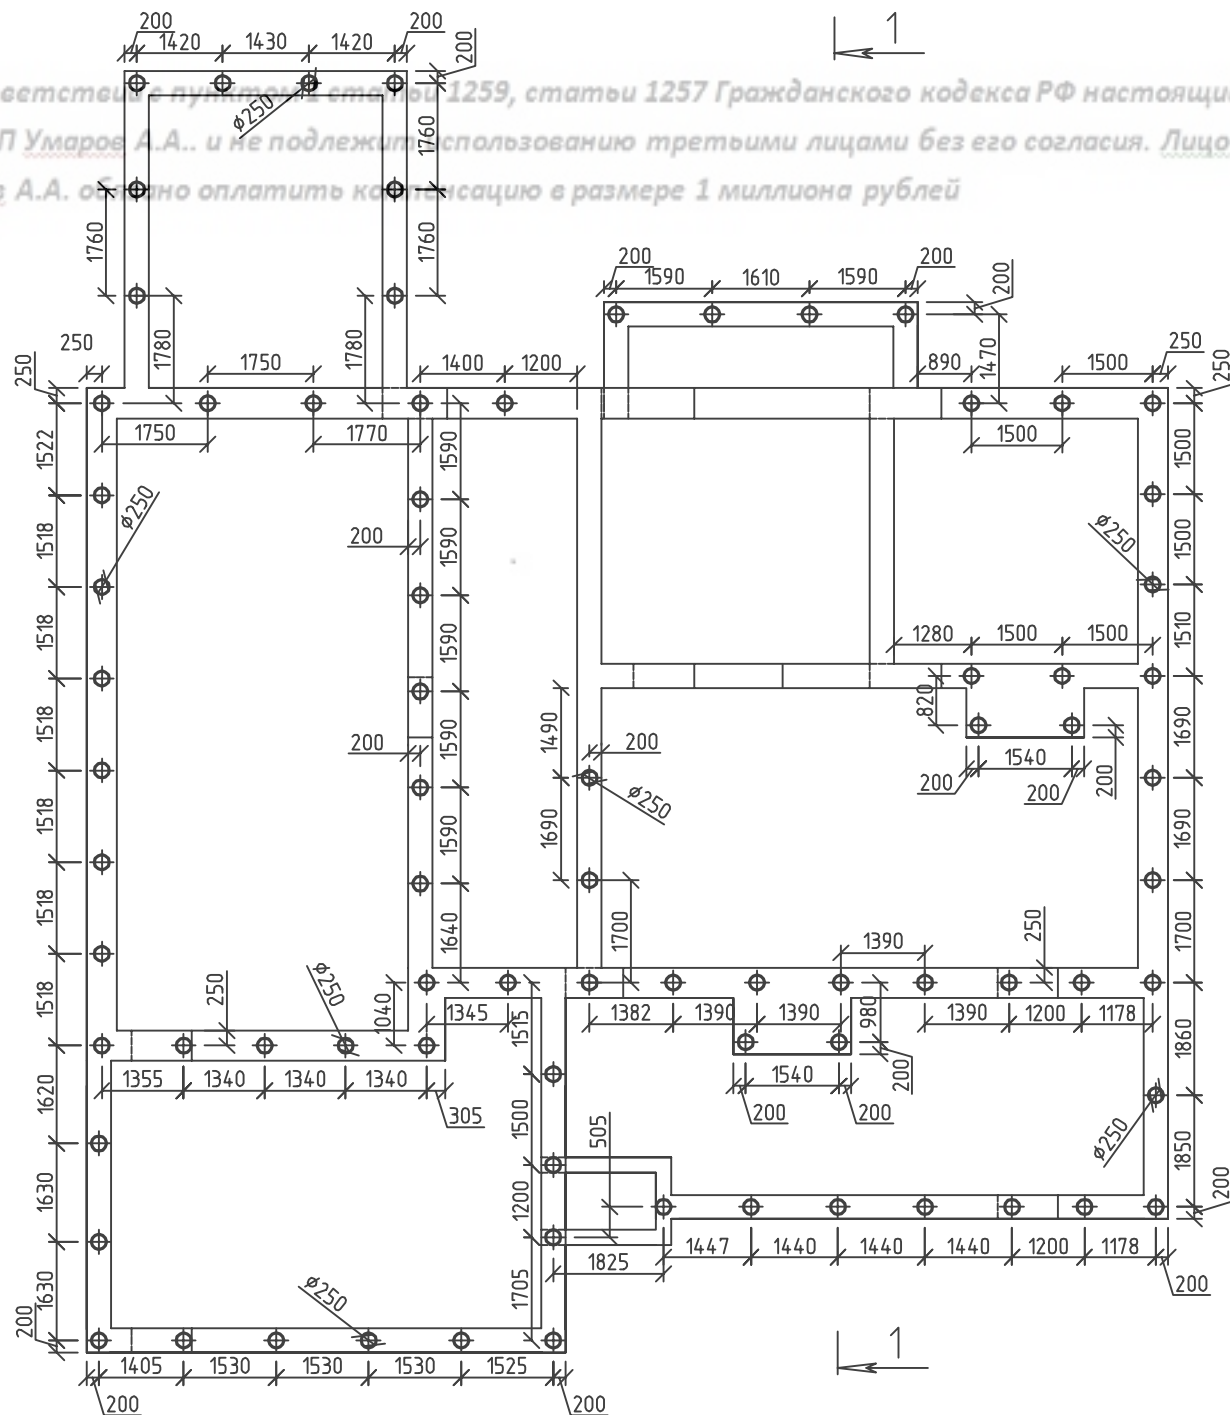 200 1420 1430 1420 200 200 1
ветствии с пунктом 1 статьи 1259, статьи 1257 Гражданского кодекса РФ настоящи
П Умаров А.А.. и не подлежит использованию третьими лицами без его согласия. Лицо
А.А. обязано оплатить компенсацию в размере 1 миллиона рублей
ø250 1760
1760 1760
200 1590 1610 1590 200 200
250 250 1780 1750 1780 1400 1200 890 1470 1500 250 250
1522 1750 1770 1590 1500 1500
ø250 1518 200 1590 ø250 1500
1518 1590 1280 1500 1500 1510
1518 200 1590 1490 200 820 1690
1540 200 200 200
1518 1590 1690 ø250 1690
1518 1640 1700 1390 250 1700
1518 250 ø250 1040 1345 1515 1382 1390 1390 980 1390 1200 1178 1860
1620 1355 1340 1340 1340 305 1500 1540 200 200 200
1630 1200 505 ø250 1850 200
1630 200 ø250 1705 1825 1447 1440 1440 1440 1200 1178 200
1405 1530 1530 1530 1525 1
200 200